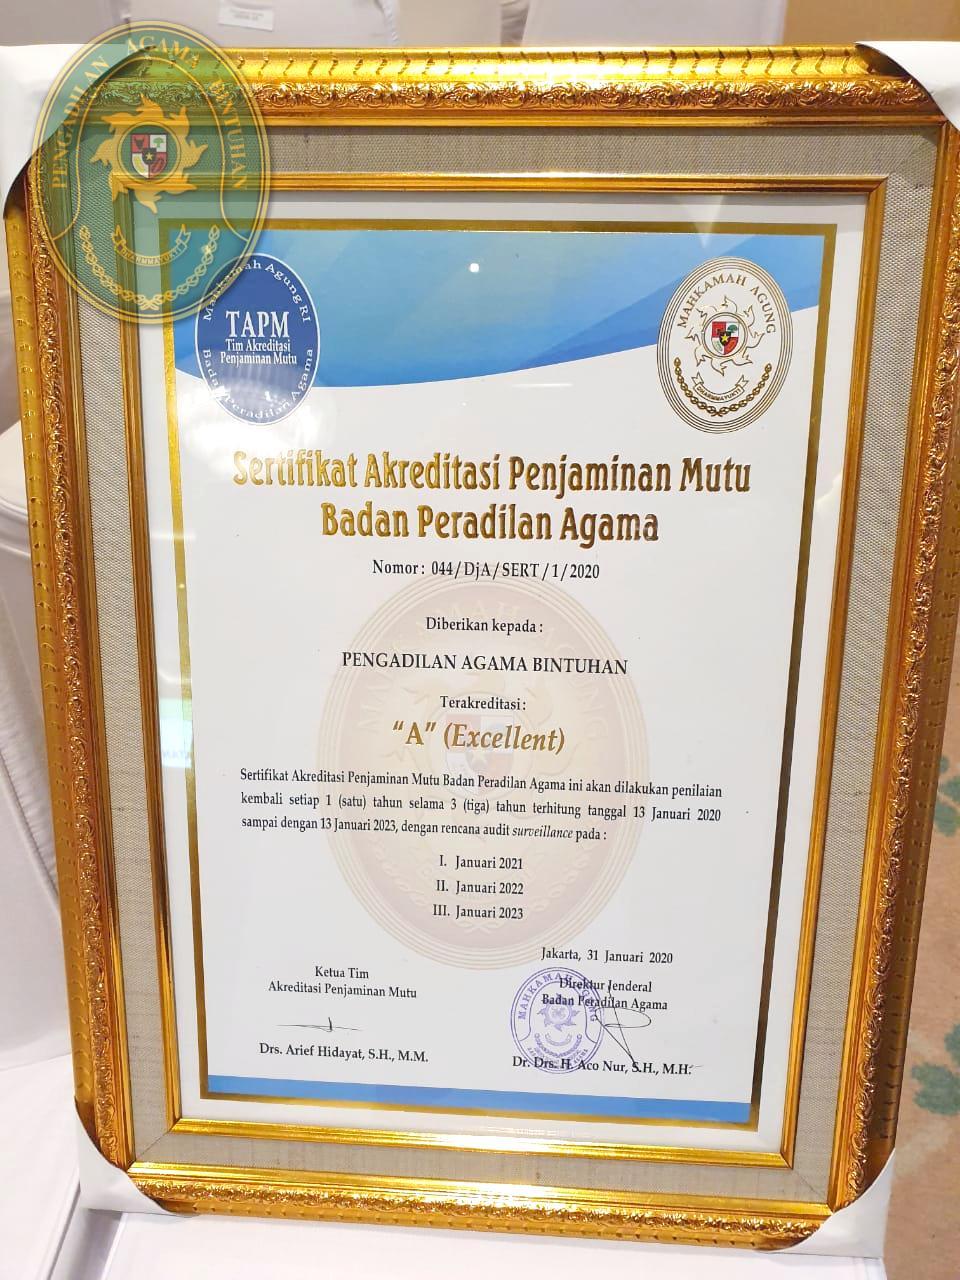 PENGADILAN AGAMA BINTUHAN
DHARMMAYUKTI
Mahkamah Agung RI
TAPM
Tim Akreditasi
Penjaminan Mutu
Badan Peradilan Agama
MAHKAMAH AGUNG
DHARMMAYUKTI
Sertifikat Akreditasi Penjaminan Mutu
Badan Peradilan Agama
Nomor : 044/DjA/SERT/1/2020
Diberikan kepada :
PENGADILAN AGAMA BINTUHAN
Terakreditasi :
“A” (Excellent)
Sertifikat Akreditasi Penjaminan Mutu Badan Peradilan Agama ini akan dilakukan penilaian
kembali setiap 1 (satu) tahun selama 3 (tiga) tahun terhitung tanggal 13 Januari 2020
sampai dengan 13 Januari 2023, dengan rencana audit surveillance pada :
I. Januari 2021
II. Januari 2022
III. Januari 2023
Jakarta, 31 Januari 2020
Ketua Tim
Akreditasi Penjaminan Mutu
Direktur Jenderal
Badan Peradilan Agama
MAHKAMAH AGUNG
Drs. Arief Hidayat, S.H., M.M.
Dr. Drs. H. Aco Nur, S.H., M.H.